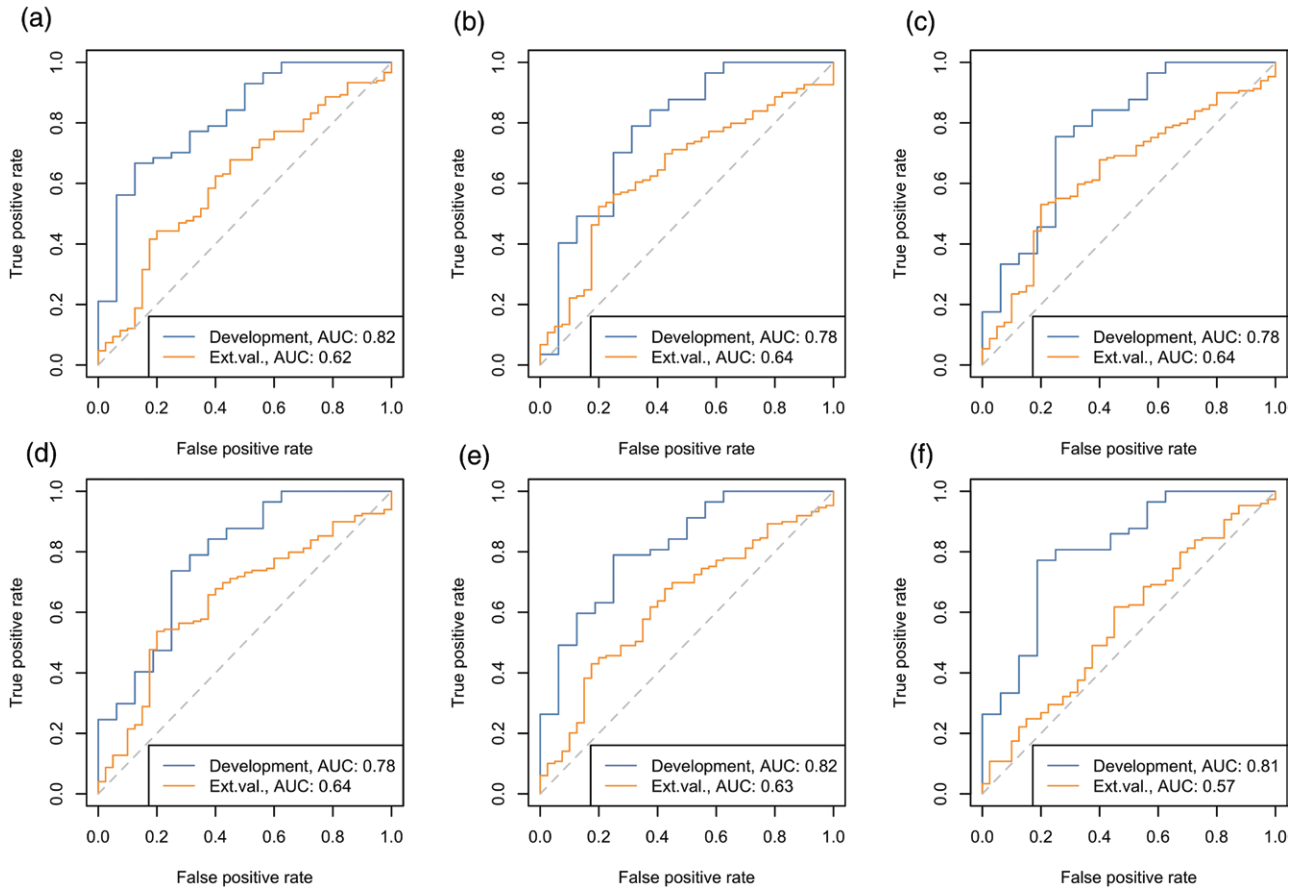 (a)
1.0
0.8
0.6
0.4
0.2
0.0
True positive rate
Development, AUC: 0.82
Ext.val., AUC: 0.62
0.0 0.2 0.4 0.6 0.8 1.0
False positive rate
(b)
1.0
0.8
0.6
0.4
0.2
0.0
True positive rate
Development, AUC: 0.78
Ext.val., AUC: 0.64
0.0 0.2 0.4 0.6 0.8 1.0
False positive rate
(c)
1.0
0.8
0.6
0.4
0.2
0.0
True positive rate
Development, AUC: 0.78
Ext.val., AUC: 0.64
0.0 0.2 0.4 0.6 0.8 1.0
False positive rate
(d)
1.0
0.8
0.6
0.4
0.2
0.0
True positive rate
Development, AUC: 0.78
Ext.val., AUC: 0.64
0.0 0.2 0.4 0.6 0.8 1.0
False positive rate
(e)
1.0
0.8
0.6
0.4
0.2
0.0
True positive rate
Development, AUC: 0.82
Ext.val., AUC: 0.63
0.0 0.2 0.4 0.6 0.8 1.0
False positive rate
(f)
1.0
0.8
0.6
0.4
0.2
0.0
True positive rate
Development, AUC: 0.81
Ext.val., AUC: 0.57
0.0 0.2 0.4 0.6 0.8 1.0
False positive rate